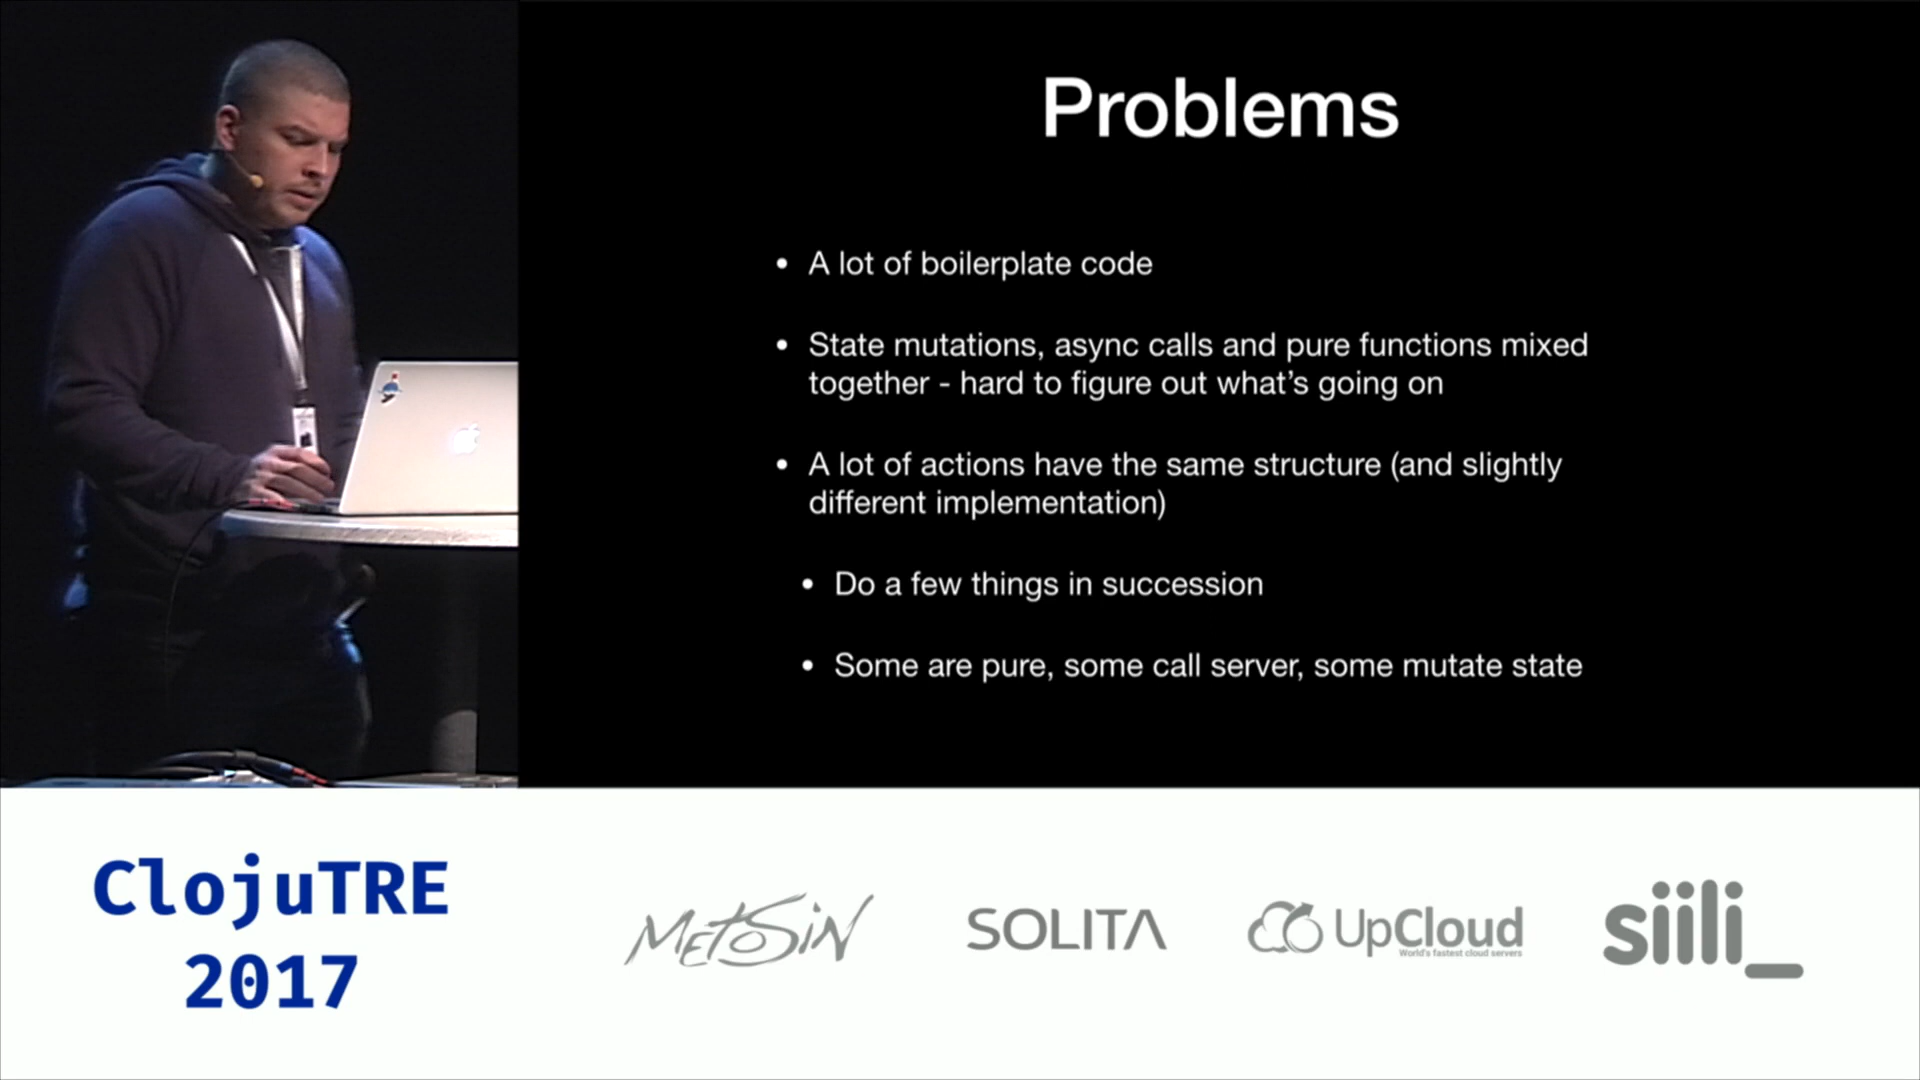 Problems
• A lot of boilerplate code
• State mutations, async calls and pure functions mixed
together - hard to figure out what's going on
• A lot of actions have the same structure (and slightly
different implementation)
• Do a few things in succession
• Some are pure, some call server, some mutate state
ClojuTRE
2017
METOSIN
SOLITA
UpCloud
World's fastest cloud servers
siili_